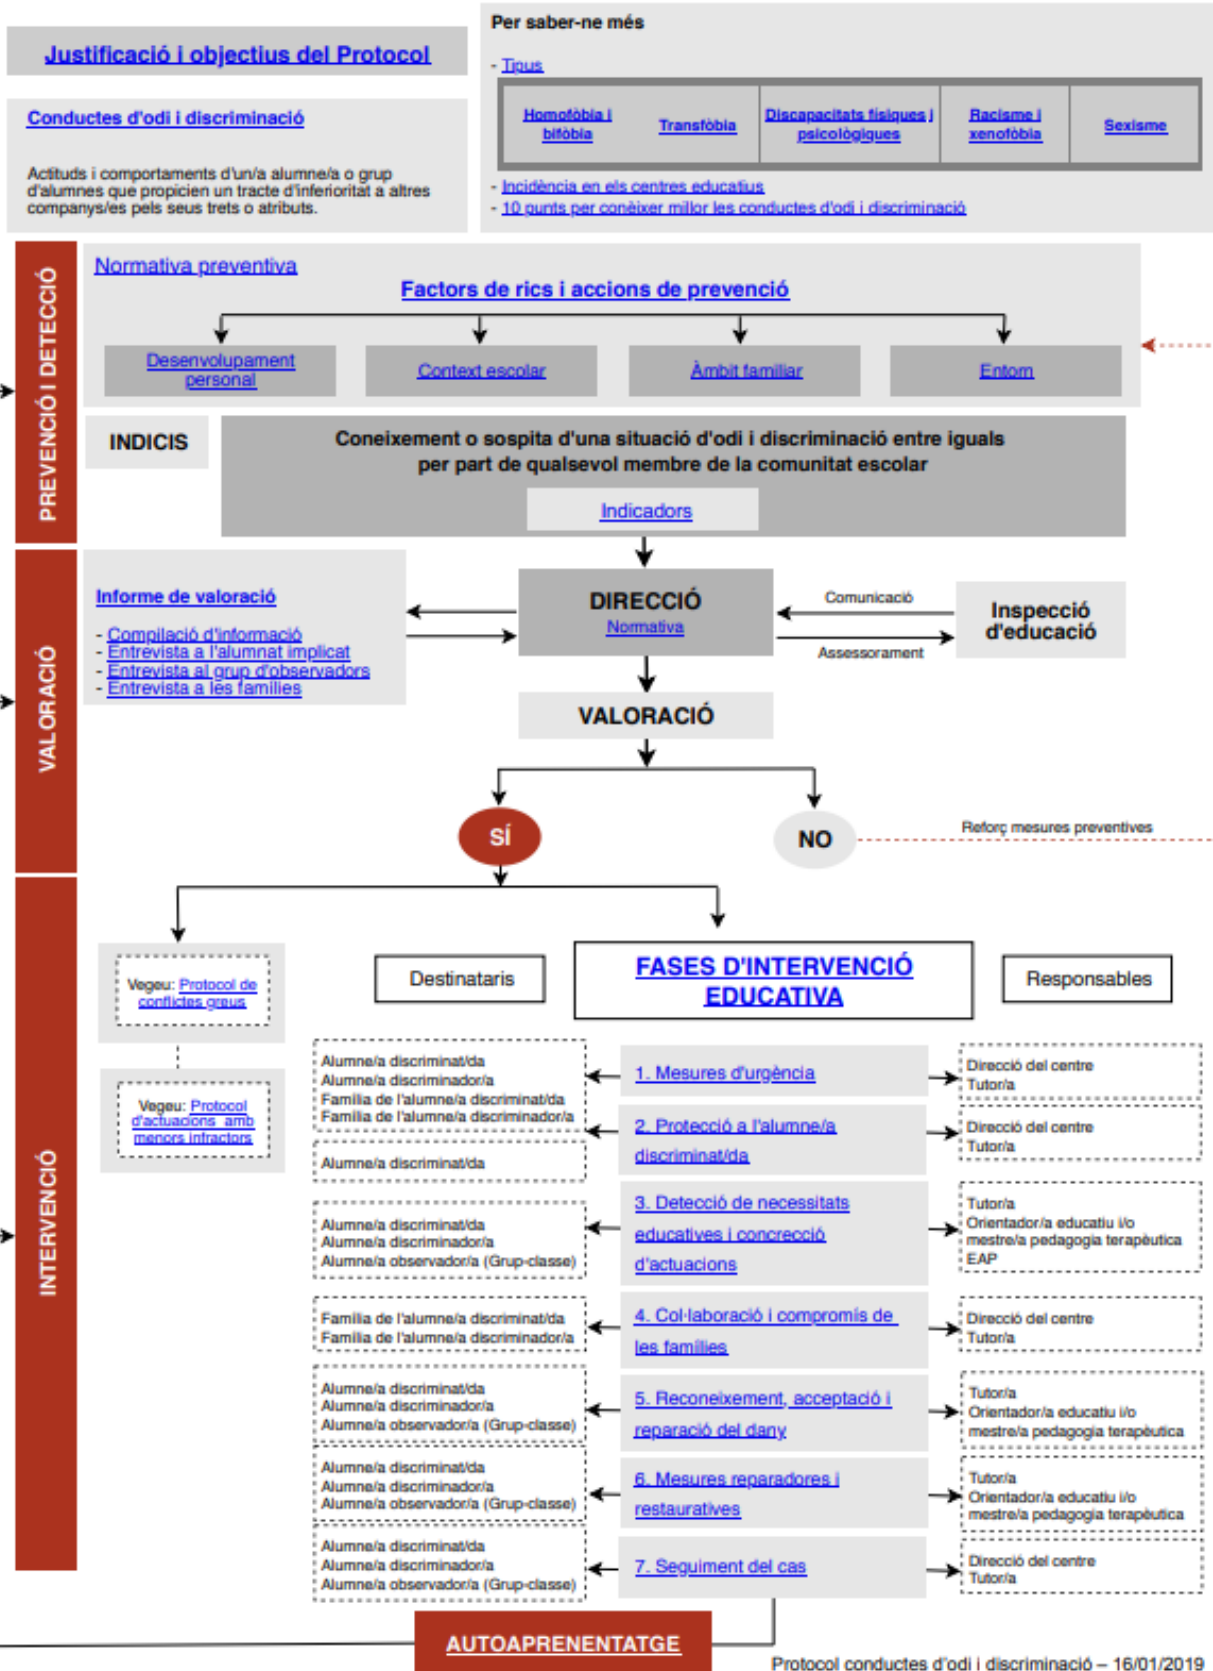 Justificació i objectius del Protocol
Conductes d'odi i discriminació
Actituds i comportaments d'un/a alumne/a o grup
d'alumnes que propicien un tracte d'inferioritat a altres
companys/es pels seus trets o atributs.
Per saber-ne més
- Tipus
Homofòbia i
bifòbia
Transfòbia
Discapacitats físiques i
psicològiques
Racisme i
xenofòbia
Sexisme
- Incidència en els centres educatius
- 10 punts per conèixer millor les conductes d'odi i discriminació
PREVENCIÓ I DETECCIÓ
Normativa preventiva
Factors de rics i accions de prevenció
Desenvolupament
personal
Context escolar
Àmbit familiar
Entorn
INDICIS
Coneixement o sospita d'una situació d'odi i discriminació entre iguals
per part de qualsevol membre de la comunitat escolar
Indicadors
VALORACIÓ
Informe de valoració
- Compilació d'informació
- Entrevista a l'alumnat implicat
- Entrevista al grup d'observadors
- Entrevista a les famílies
DIRECCIÓ
Normativa
Comunicació
Assessorament
Inspecció
d'educació
VALORACIÓ
SÍ
NO
Reforç mesures preventives
INTERVENCIÓ
Vegeu: Protocol de
conflictes greus
Vegeu: Protocol
d'actuacions amb
menors infractors
Destinataris
FASES D'INTERVENCIÓ
EDUCATIVA
Responsables
Alumne/a discriminat/da
Alumne/a discriminador/a
Família de l'alumne/a discriminat/da
Família de l'alumne/a discriminador/a
1. Mesures d'urgència
Direcció del centre
Tutor/a
Alumne/a discriminat/da
2. Protecció a l'alumne/a
discriminat/da
Direcció del centre
Tutor/a
Alumne/a discriminat/da
Alumne/a discriminador/a
Alumne/a observador/a (Grup-classe)
3. Detecció de necessitats
educatives i concrecció
d'actuacions
Tutor/a
Orientador/a educatiu i/o
mestre/a pedagogia terapèutica
EAP
Família de l'alumne/a discriminat/da
Família de l'alumne/a discriminador/a
4. Col·laboració i compromís de
les famílies
Direcció del centre
Tutor/a
Alumne/a discriminat/da
Alumne/a discriminador/a
Alumne/a observador/a (Grup-classe)
5. Reconeixement, acceptació i
reparació del dany
Tutor/a
Orientador/a educatiu i/o
mestre/a pedagogia terapèutica
Alumne/a discriminat/da
Alumne/a discriminador/a
Alumne/a observador/a (Grup-classe)
6. Mesures reparadores i
restauratives
Tutor/a
Orientador/a educatiu i/o
mestre/a pedagogia terapèutica
Alumne/a discriminat/da
Alumne/a discriminador/a
Alumne/a observador/a (Grup-classe)
7. Seguiment del cas
Direcció del centre
Tutor/a
AUTOAPRENENTATGE
Protocol conductes d'odi i discriminació – 16/01/2019